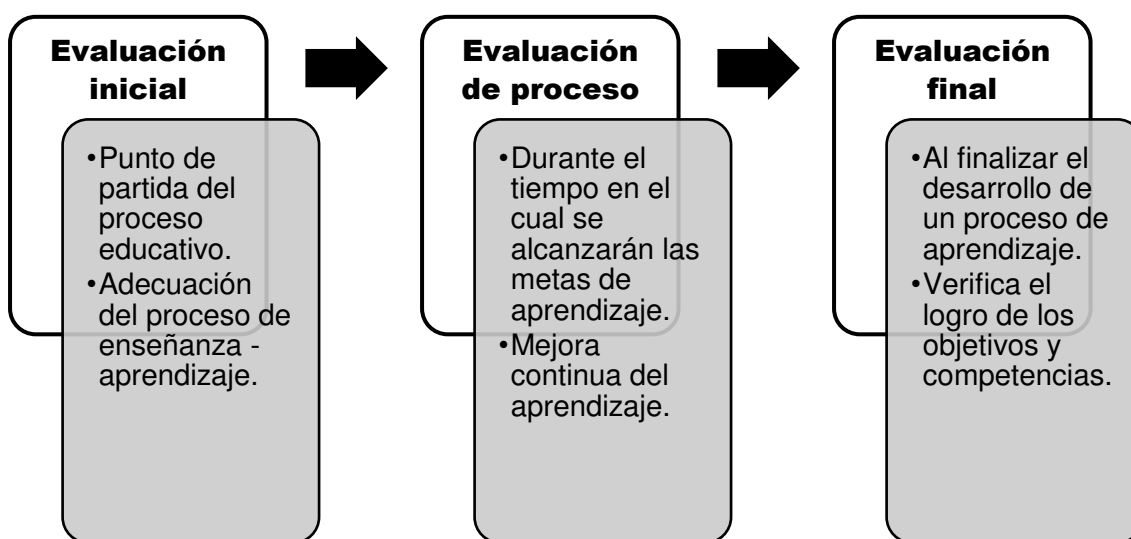 Evaluación
inicial
•Punto de
partida del
proceso
educativo.
•Adecuación
del proceso de
enseñanza -
aprendizaje.
Evaluación
de proceso
•Durante el
tiempo en el
cual se
alcanzarán las
metas de
aprendizaje.
•Mejora
continua del
aprendizaje.
Evaluación
final
•Al finalizar el
desarrollo de
un proceso de
aprendizaje.
•Verifica el
logro de los
objetivos y
competencias.